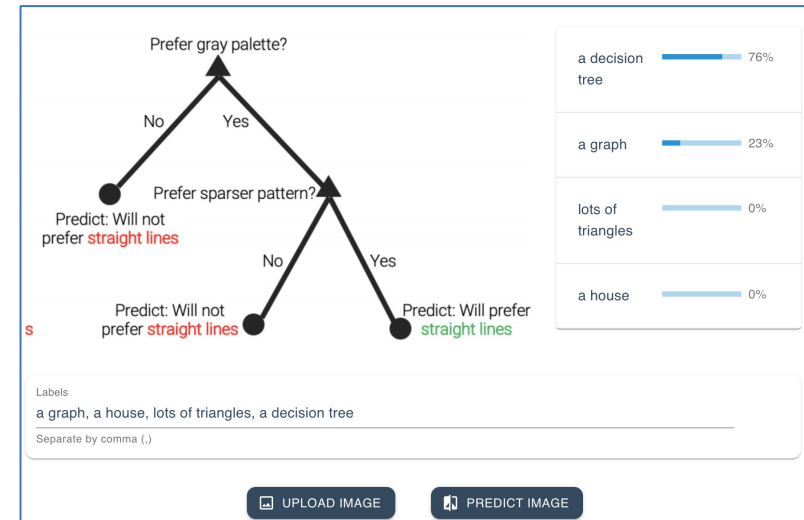 Prefer gray palette?
No
Yes
Predict: Will not
prefer straight lines
Prefer sparser pattern?
No
Yes
s
Predict: Will not
prefer straight lines
Predict: Will prefer
straight lines
a decision
tree
76%
a graph
23%
lots of
triangles
0%
a house
0%
Labels
a graph, a house, lots of triangles, a decision tree
Separate by comma (,)
UPLOAD IMAGE
PREDICT IMAGE